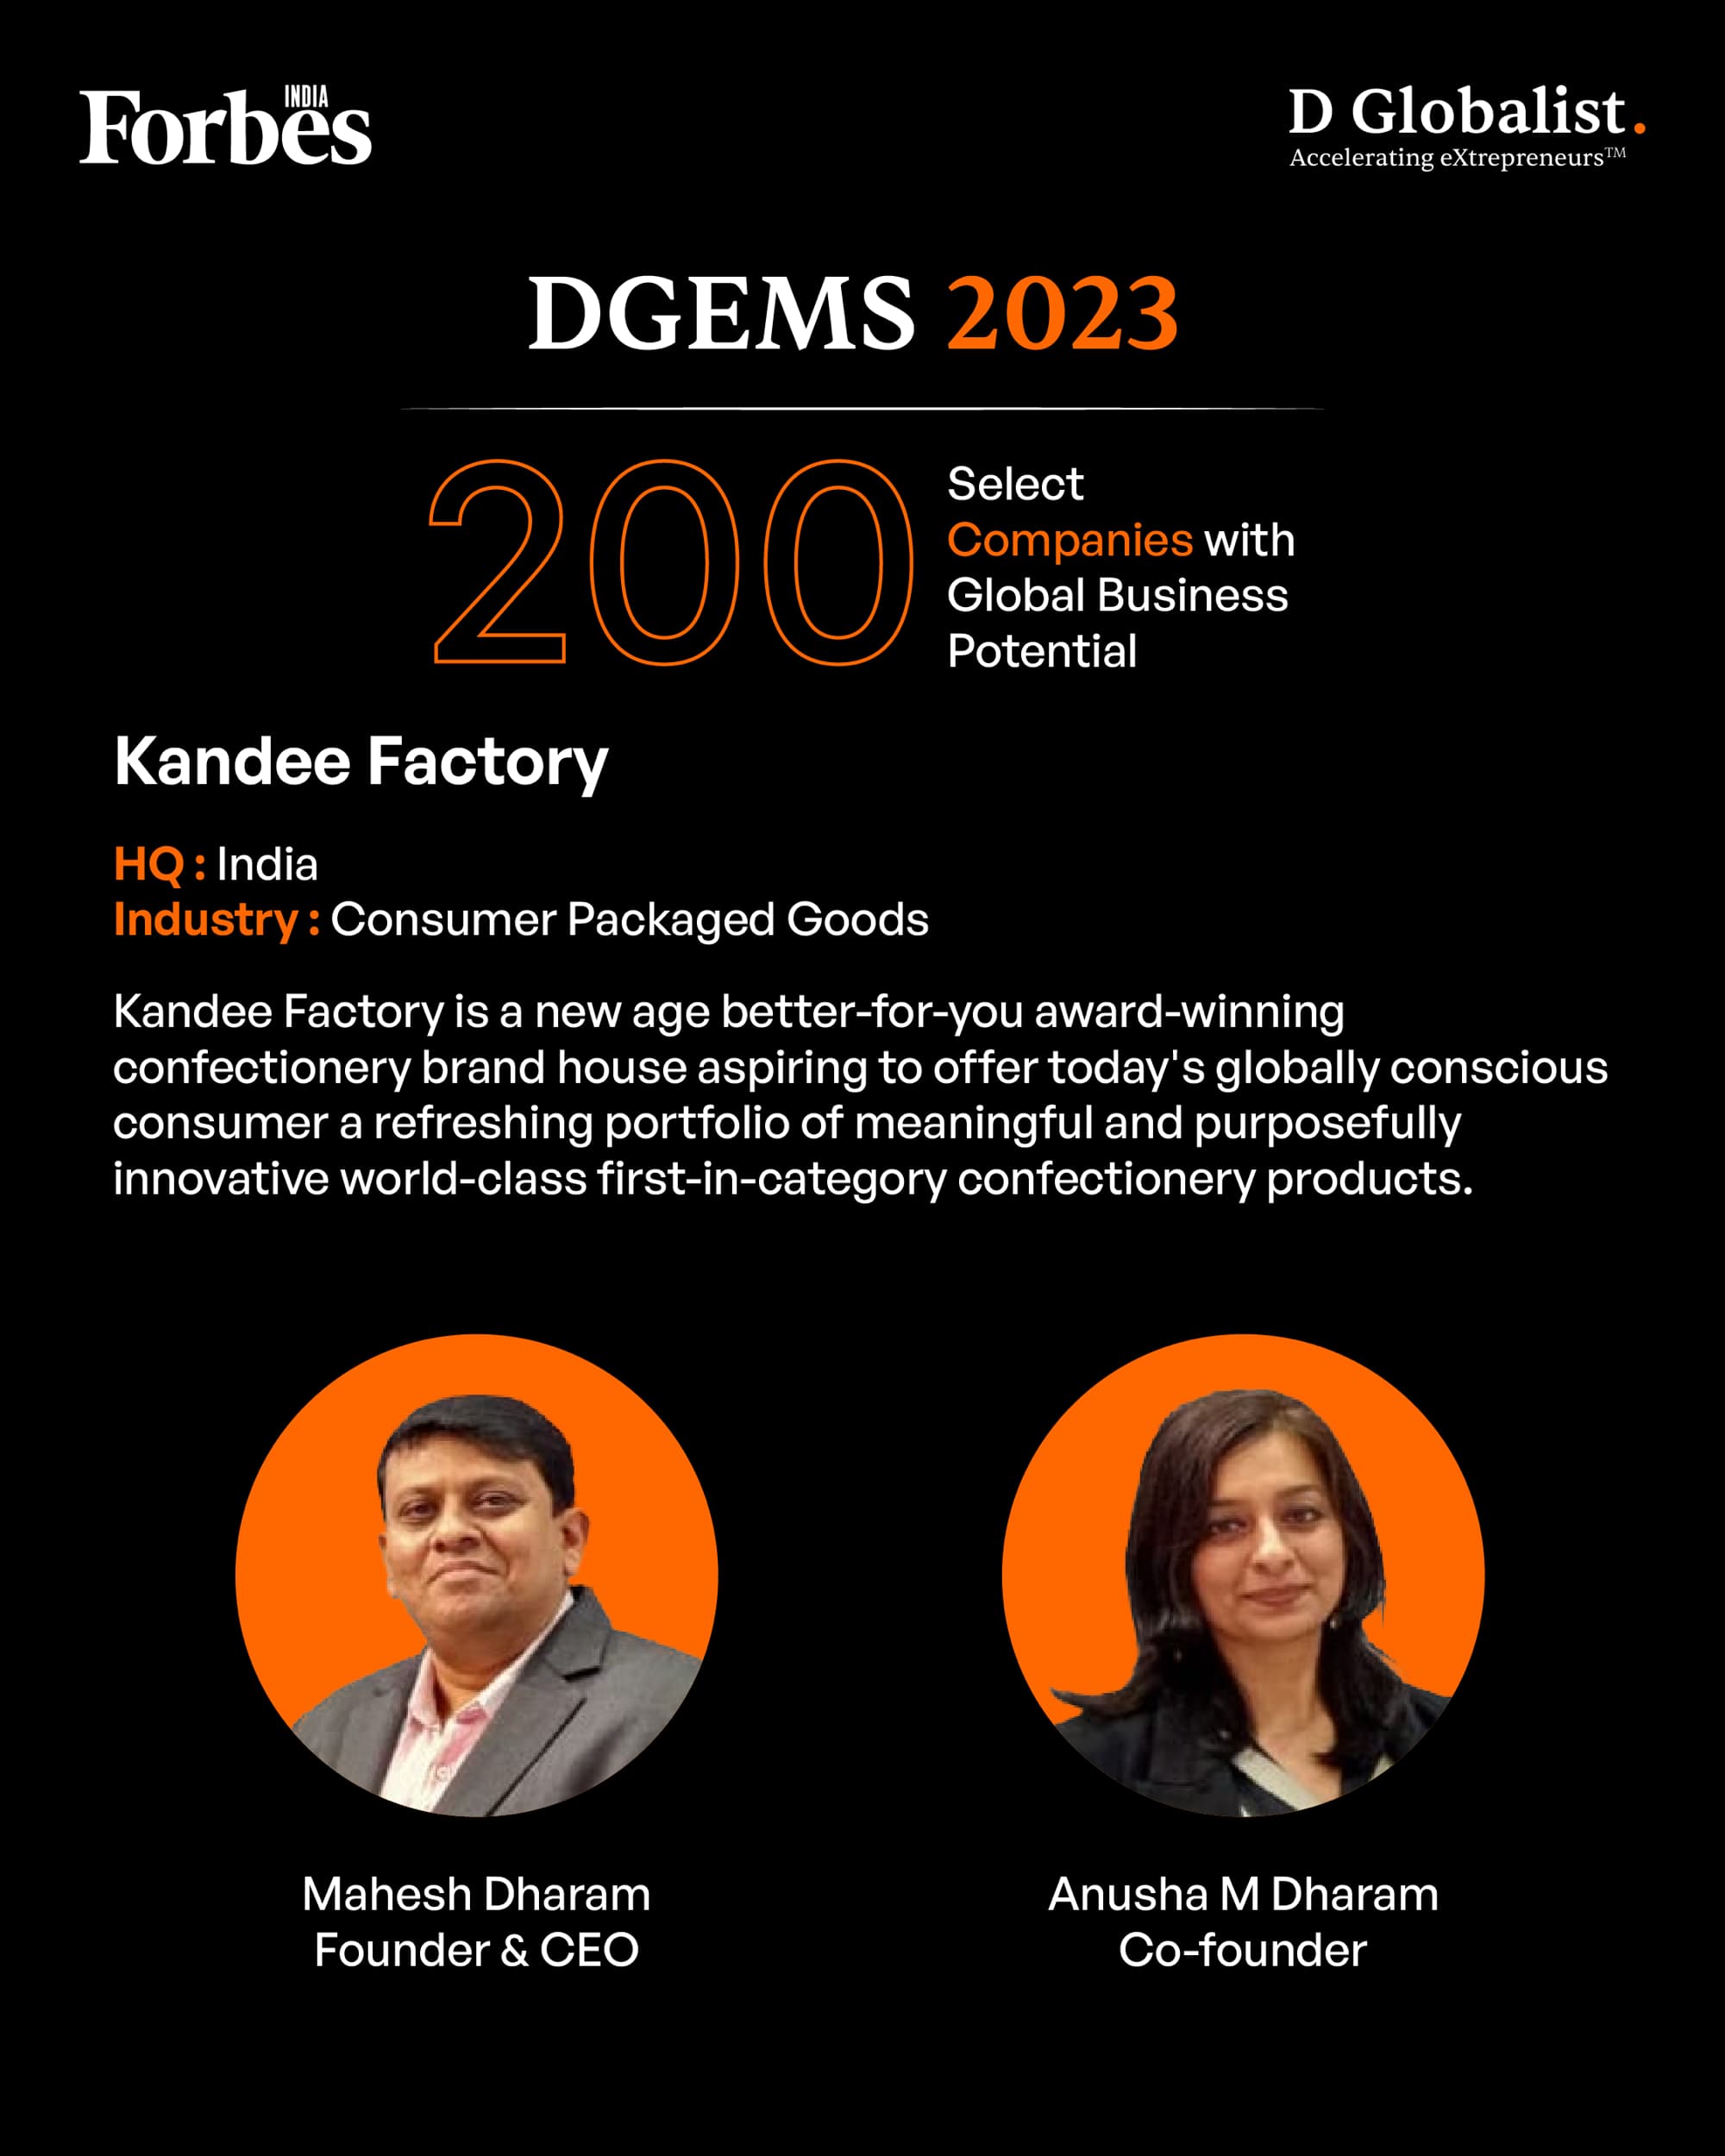 Forbes INDIA
D Globalist.
Accelerating eXtrepreneurs™
DGEMS 2023
200
Select
Companies with
Global Business
Potential
Kandee Factory
HQ : India
Industry : Consumer Packaged Goods
Kandee Factory is a new age better-for-you award-winning
confectionery brand house aspiring to offer today's globally conscious
consumer a refreshing portfolio of meaningful and purposefully
innovative world-class first-in-category confectionery products.
Mahesh Dharam
Founder & CEO
Anusha M Dharam
Co-founder